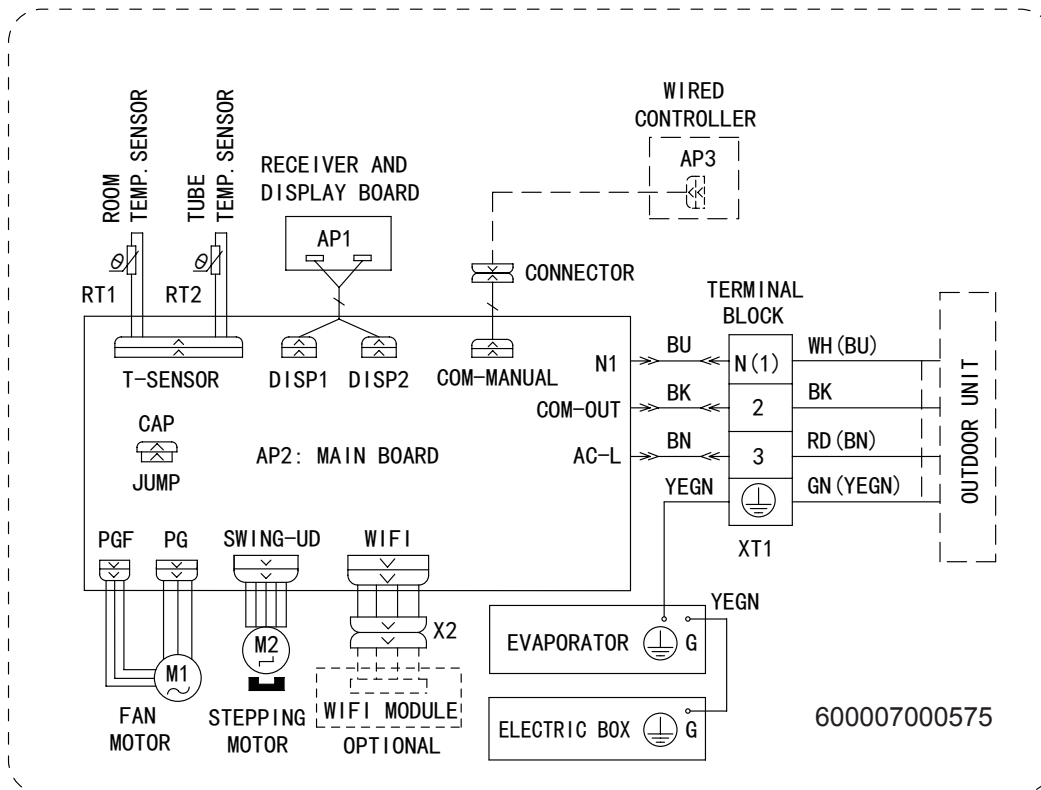 WIRED
CONTROLLER
AP3
ROOM
TEMP. SENSOR
TUBE
TEMP. SENSOR
RECEIVER AND
DISPLAY BOARD
AP1
θ
θ
RT1
RT2
CONNECTOR
TERMINAL
BLOCK
T-SENSOR
DISP1
DISP2
COM-MANUAL
N1
BU
N(1)
WH(BU)
COM-OUT
BK
2
BK
AC-L
BN
3
RD(BN)
YEGN
GN(YEGN)
XT1
OUTDOOR UNIT
CAP
JUMP
AP2: MAIN BOARD
PGF
PG
SWING-UD
WIFI
X2
M1
M2
FAN
MOTOR
STEPPING
MOTOR
WIFI MODULE
OPTIONAL
YEGN
EVAPORATOR
G
ELECTRIC BOX
G
600007000575